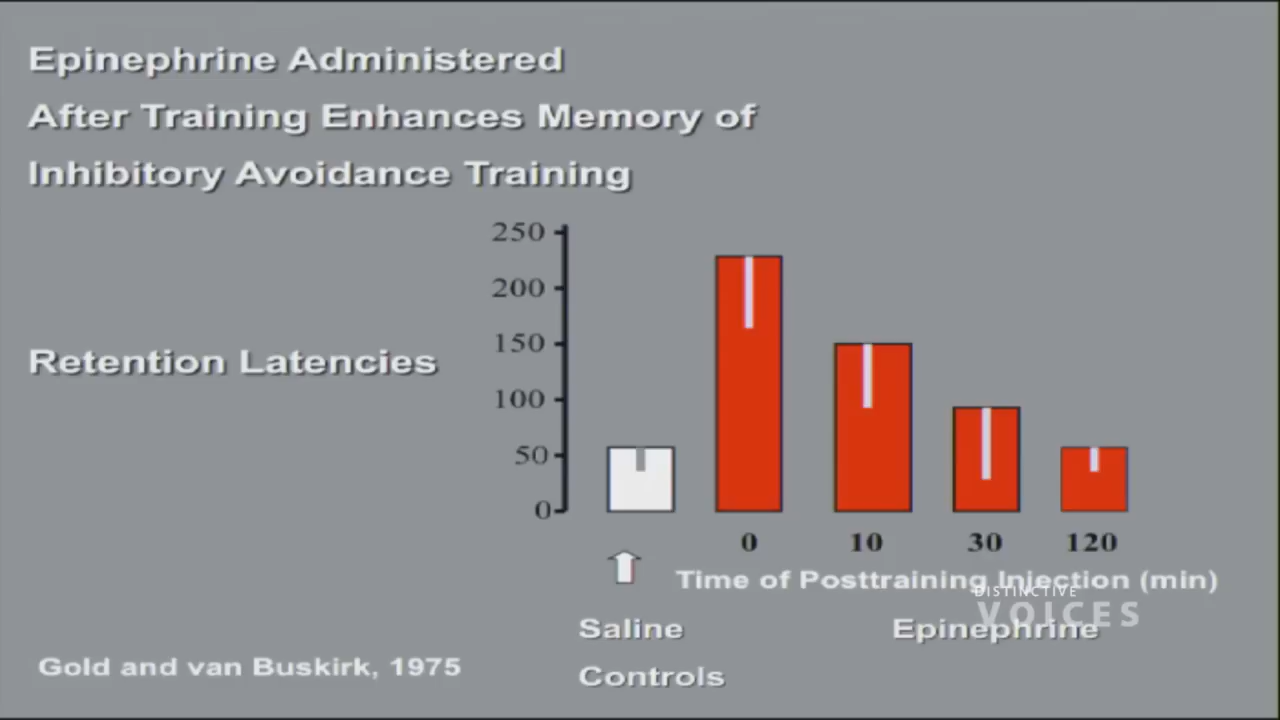 Epinephrine Administered
After Training Enhances Memory of
Inhibitory Avoidance Training
250
200
Retention Latencies
150
100
50
0
0 10 30 120
Time of Posttraining Injection (min)
DISTINCTIVE
VOICES
Saline
Epinephrine
Controls
Gold and van Buskirk, 1975